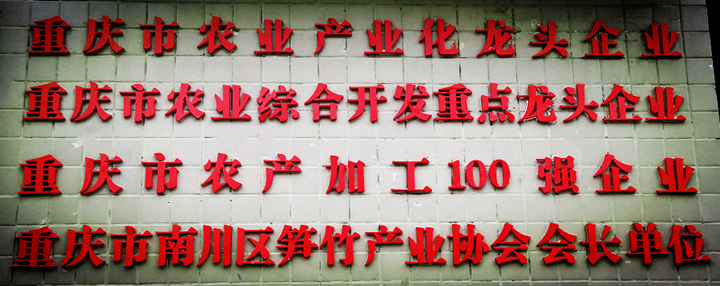 重庆市农业产业化龙头企业
重庆市农业综合开发重点龙头企业
重庆市农产加工100强企业
重庆市南川区笋竹产业协会会长单位